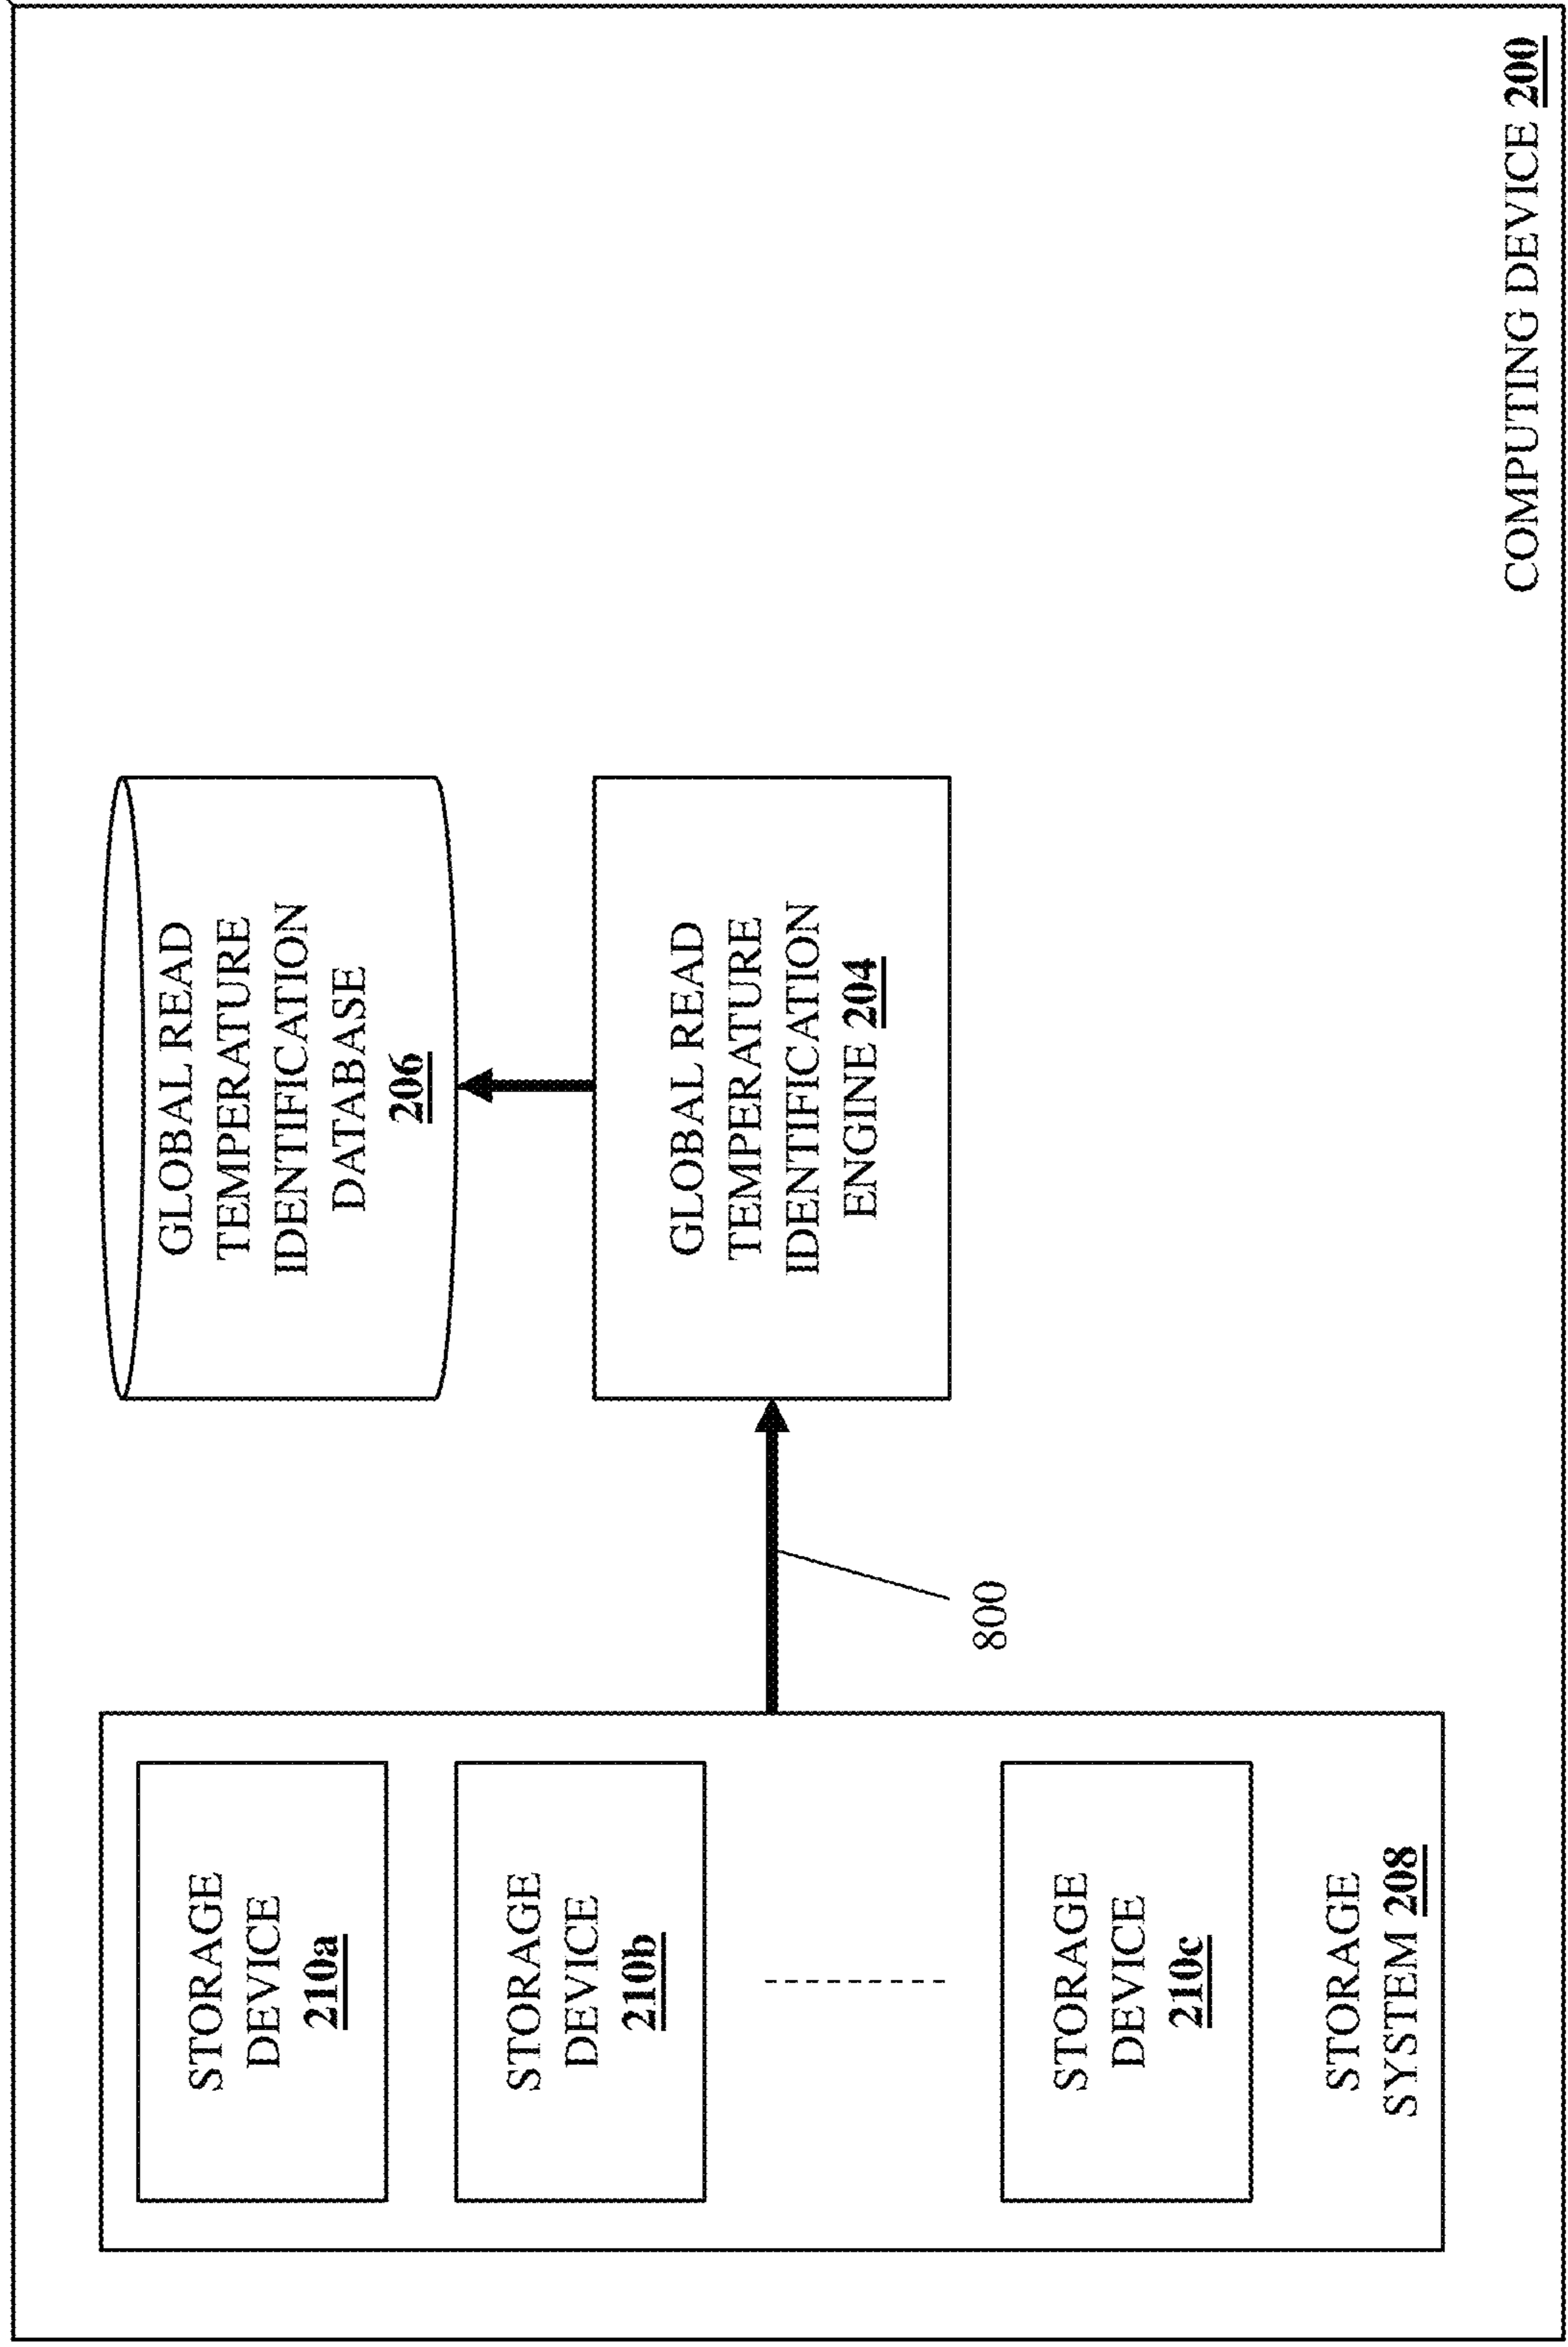 STORAGE
DEVICE
210a
STORAGE
DEVICE
210b
STORAGE
DEVICE
210c
STORAGE
SYSTEM 208
800
GLOBAL READ
TEMPERATURE
IDENTIFICATION
DATABASE
206
GLOBAL READ
TEMPERATURE
IDENTIFICATION
ENGINE 204
COMPUTING DEVICE 200